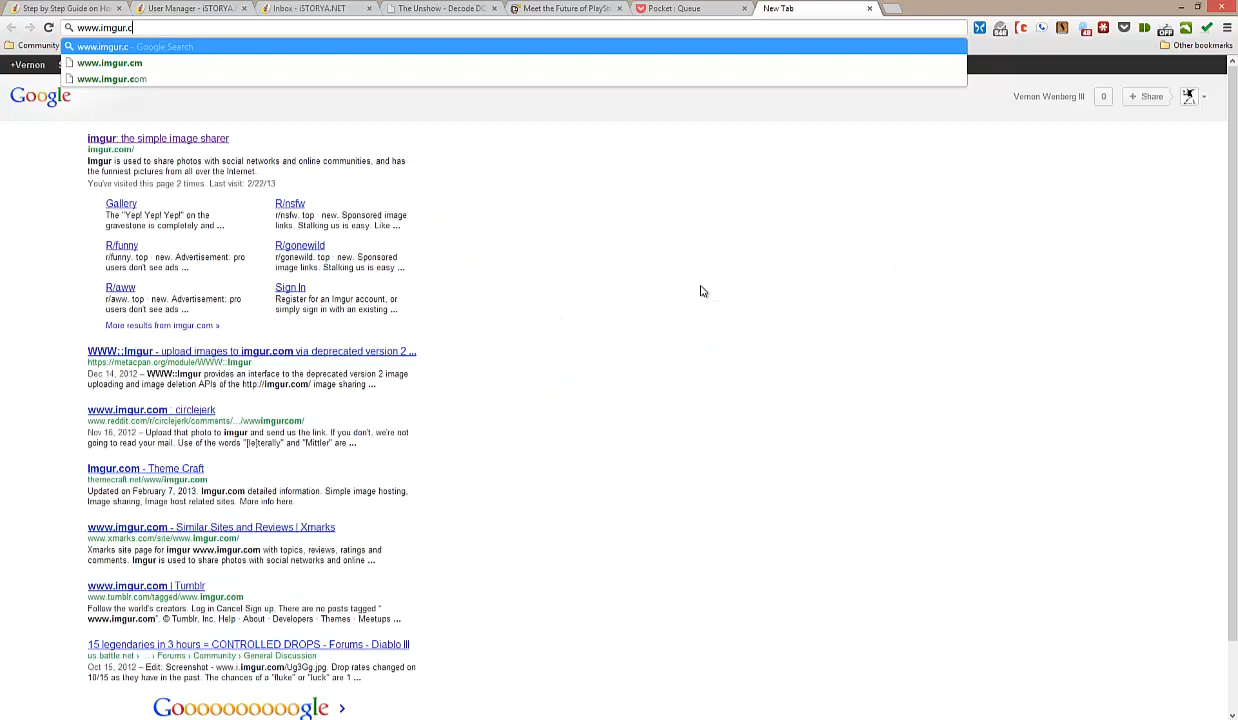 Step by Step Guide on Ho
User Manager - iSTORYA.N
Inbox - iSTORYA.NET
The Unshow - Decode DC
Meet the Future of PlaySt
Pocket : Queue
New Tab
www.imgur.c
Community
www.imgur.c - Google Search
Other bookmarks
www.imgur.cm
+Vernon
S
www.imgur.com
Google
Vernon Wenberg III
0
+ Share
imgur: the simple image sharer
imgur.com/
Imgur is used to share photos with social networks and online communities, and has
the funniest pictures from all over the Internet.
You've visited this page 2 times. Last visit: 2/22/13
Gallery
The "Yep! Yep! Yep!" on the
gravestone is completely and ...
R/nsfw
r/nsfw. top · new. Sponsored image
links. Stalking us is easy. Like ...
R/funny
r/funny. top · new. Advertisement: pro
users don't see ads ...
R/gonewild
r/gonewild. top · new. Sponsored
image links. Stalking us is easy ...
R/aww
r/aww. top · new. Advertisement: pro
users don't see ads ...
Sign In
Register for an Imgur account, or
simply sign in with an existing ...
More results from imgur.com »
WWW::Imgur - upload images to imgur.com via deprecated version 2 ...
https://metacpan.org/module/WWW::Imgur
Dec 14, 2012 – WWW::Imgur provides an interface to the deprecated version 2 image
uploading and image deletion APIs of the http://imgur.com/ image sharing ...
www.imgur.com : circlejerk
www.reddit.com/r/circlejerk/comments/.../wwwimgurcom/
Nov 16, 2012 – Upload that photo to imgur and send us the link. If you don't, we're not
going to read your mail. Use of the words "[le]terally" and "Mittler" are ...
Imgur.com - Theme Craft
themecraft.net/www/imgur.com
Updated on February 7, 2013. Imgur.com detailed information. Simple image hosting,
Image sharing, Image host related sites. More info here.
www.imgur.com - Similar Sites and Reviews | Xmarks
www.xmarks.com/site/www.imgur.com/
Xmarks site page for imgur www.imgur.com with topics, reviews, ratings and
comments. Imgur is used to share photos with social networks and online ...
www.imgur.com | Tumblr
www.tumblr.com/tagged/www.imgur.com
Follow the world's creators. Log in Cancel Sign up. There are no posts tagged "
www.imgur.com". © Tumblr, Inc. Help · About · Developers · Themes · Meetups ...
15 legendaries in 3 hours = CONTROLLED DROPS - Forums - Diablo III
us.battle.net › ... › Forums › Community › General Discussion
Oct 15, 2012 – Edit: Screenshot - www.i.imgur.com/Ug3Gg.jpg. Drop rates changed on
10/15 as they have in the past. The chances of a "fluke" or "luck" are 1 ...
Goooooooooogle